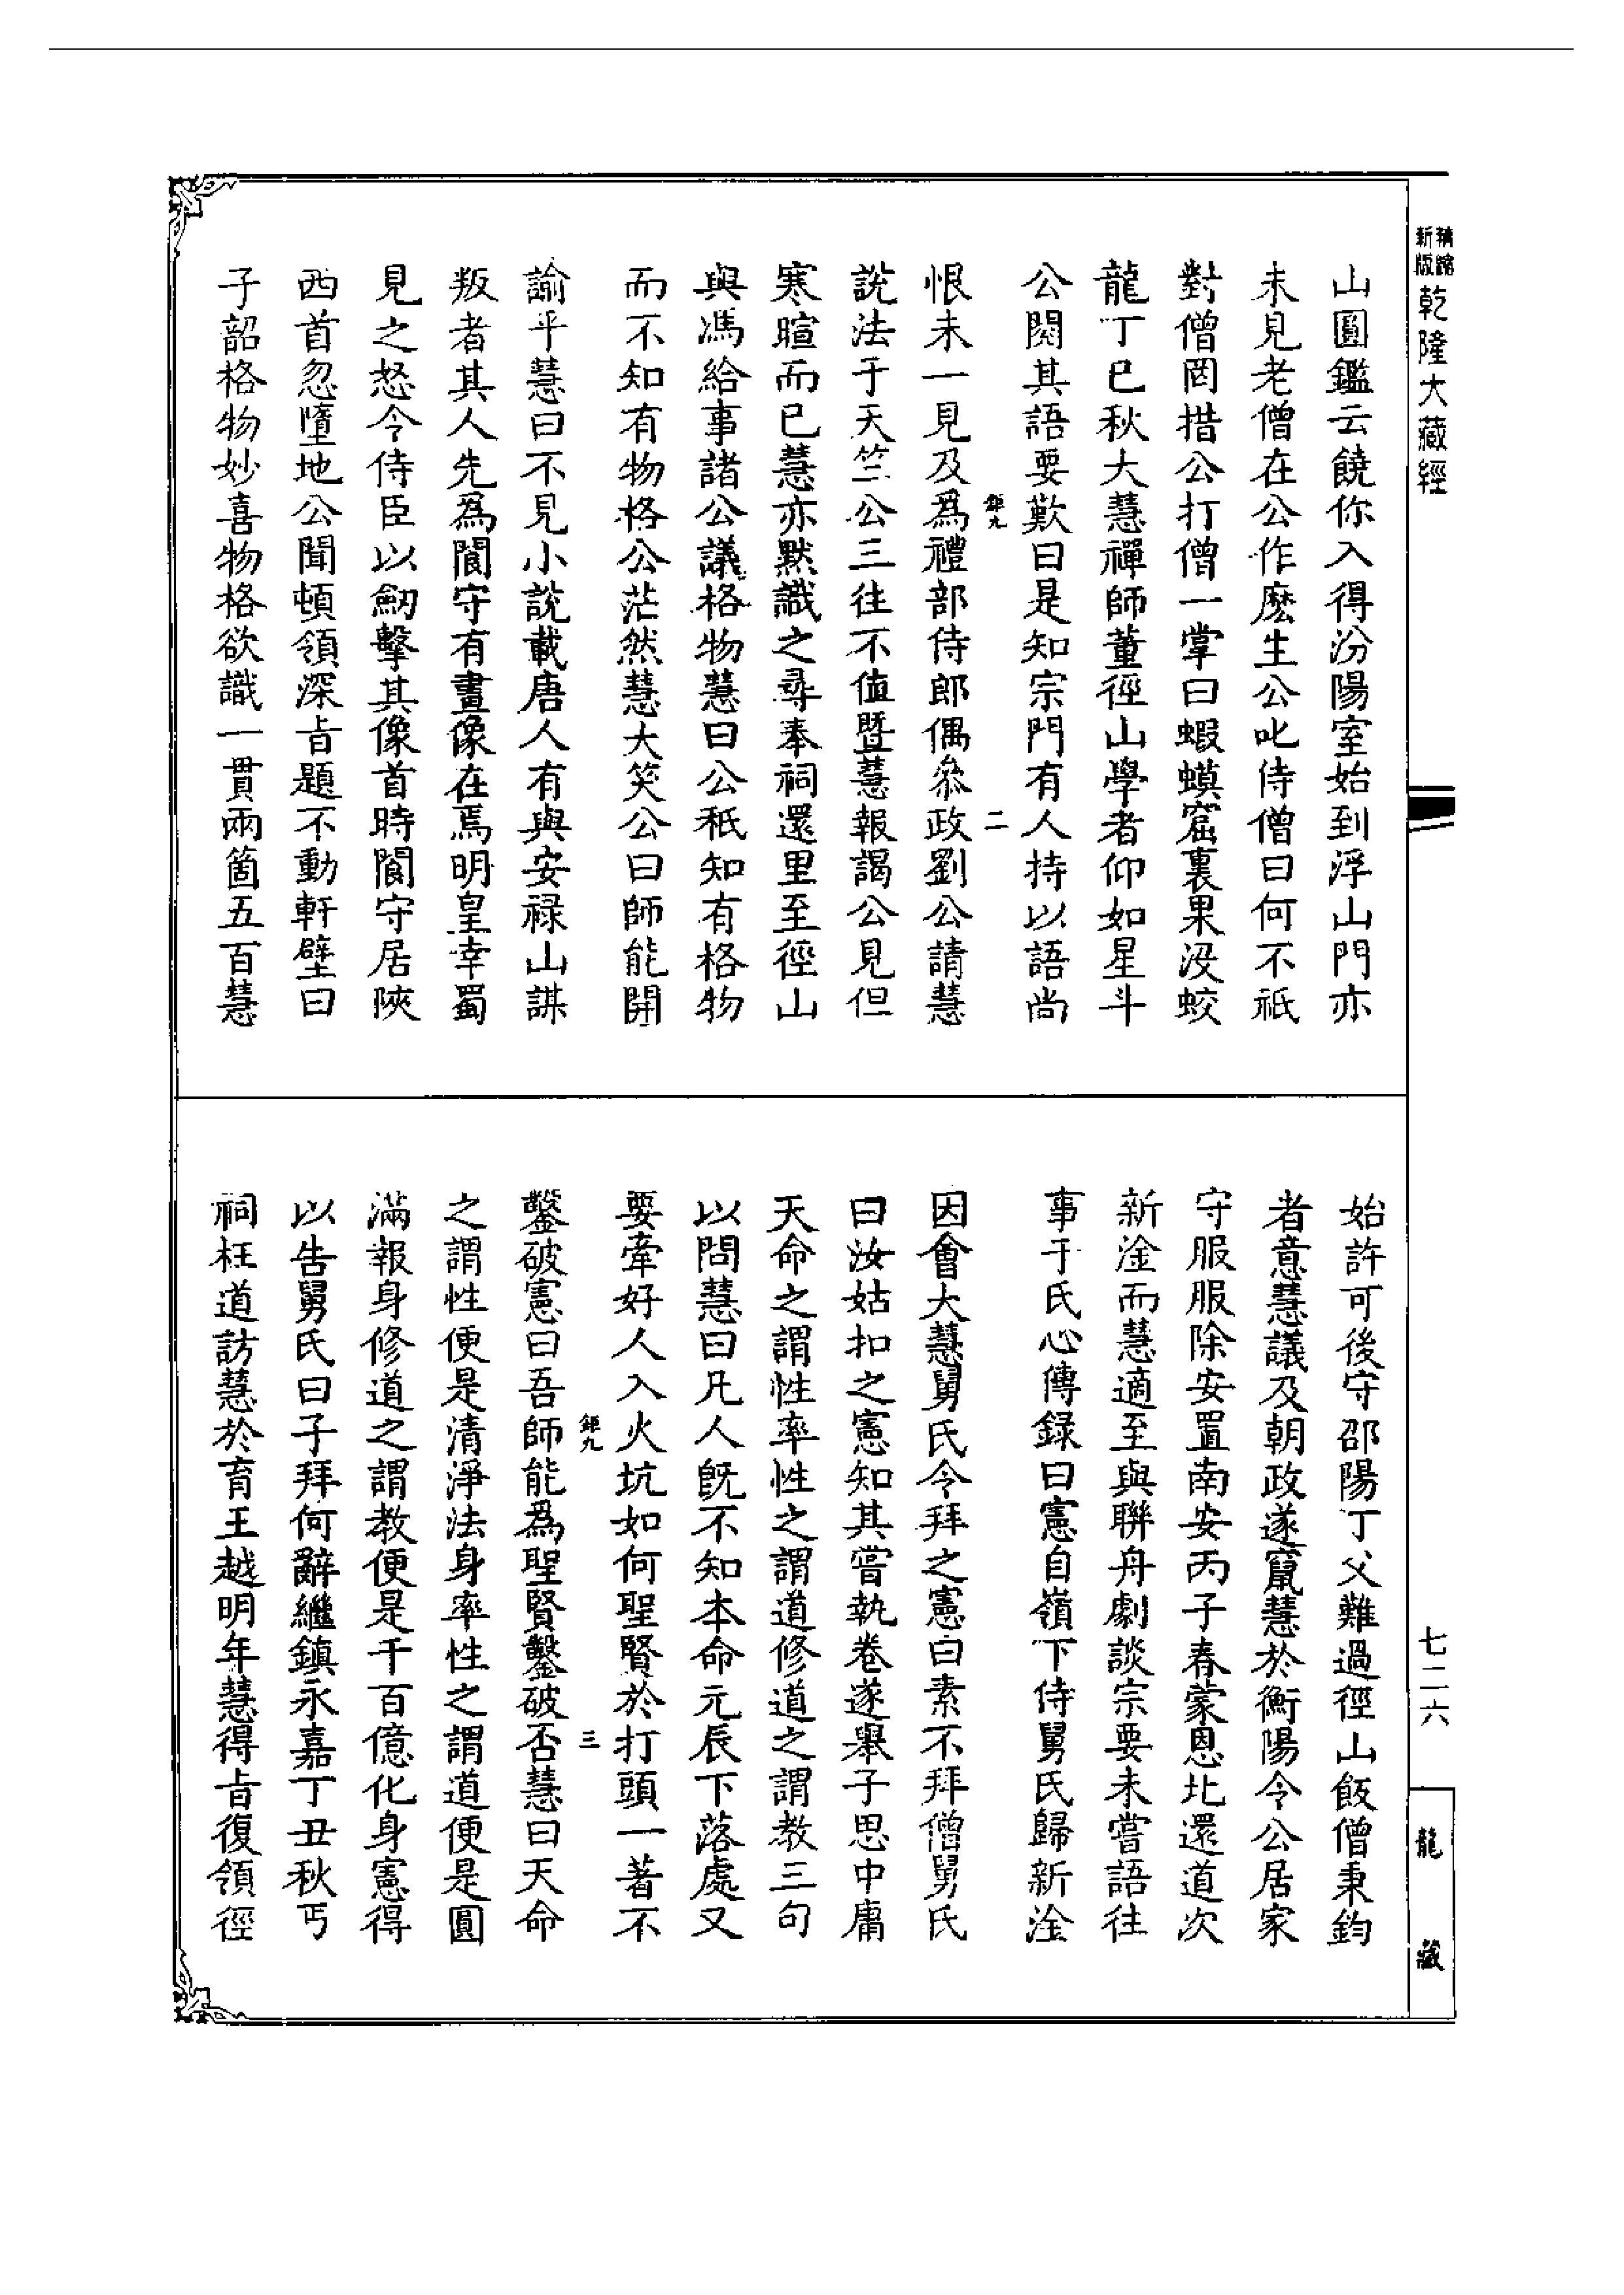 精縮新版乾隆大藏經
山圓鑑云饒你入得汾陽室始到浮山門亦
未見老僧在公作麽生公叱侍僧曰何不祇
對僧罔措公打僧一掌曰蝦蟆窟裏果沒蛟
龍丁巳秋大慧禪師董徑山學者仰如星斗
公閱其語要歎曰是知宗門有人持以語尚
鉅九 二
恨未一見及爲禮部侍郎偶叅政劉公請慧
說法于天竺公三往不值暨慧報謁公見但
寒暄而已慧亦默識之尋奉祠還里至徑山
與馮給事諸公議格物慧曰公秖知有格物
而不知有物格公茫然慧大笑公曰師能開
諭乎慧曰不見小說載唐人有與安祿山謀
叛者其人先爲閬守有畫像在焉明皇幸蜀
見之怒令侍臣以劒擊其像首時閬守居陝
西首忽墮地公聞頓領深旨題不動軒壁曰
子韶格物妙喜物格欲識一貫兩箇五百慧
始許可後守邵陽丁父難過徑山飯僧秉鈞
者意慧議及朝政遂竄慧於衡陽令公居家
守服服除安置南安丙子春蒙恩北還道次
新淦而慧適至與聯舟劇談宗要未嘗語往
事于氏心傳録曰憲自嶺下侍舅氏歸新淦
因會大慧舅氏令拜之憲曰素不拜僧舅氏
曰汝姑扣之憲知其嘗執卷遂舉子思中庸
天命之謂性率性之謂道修道之謂教三句
以問慧曰凡人旣不知本命元辰下落處又
要牽好人入火坑如何聖賢於打頭一著不
鉅九 三
鑿破憲曰吾師能爲聖賢鑿破否慧曰天命
之謂性便是清淨法身率性之謂道便是圓
滿報身修道之謂教便是千百億化身憲得
以告舅氏曰子拜何辭繼鎮永嘉丁丑秋丐
祠枉道訪慧於育王越明年慧得旨復領徑
七二六
龍藏